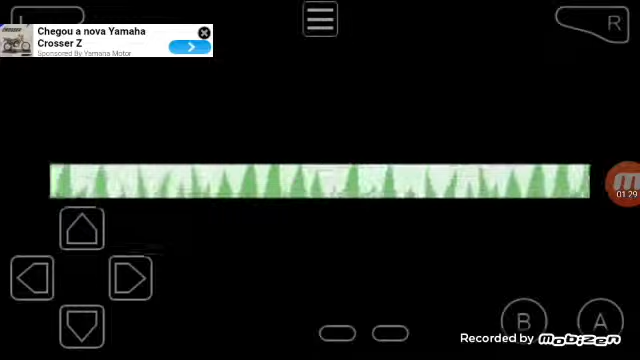 L
R
Chegou a nova Yamaha
Crosser Z
Sponsored By Yamaha Motor
01:29
B
A
Recorded by mobizen